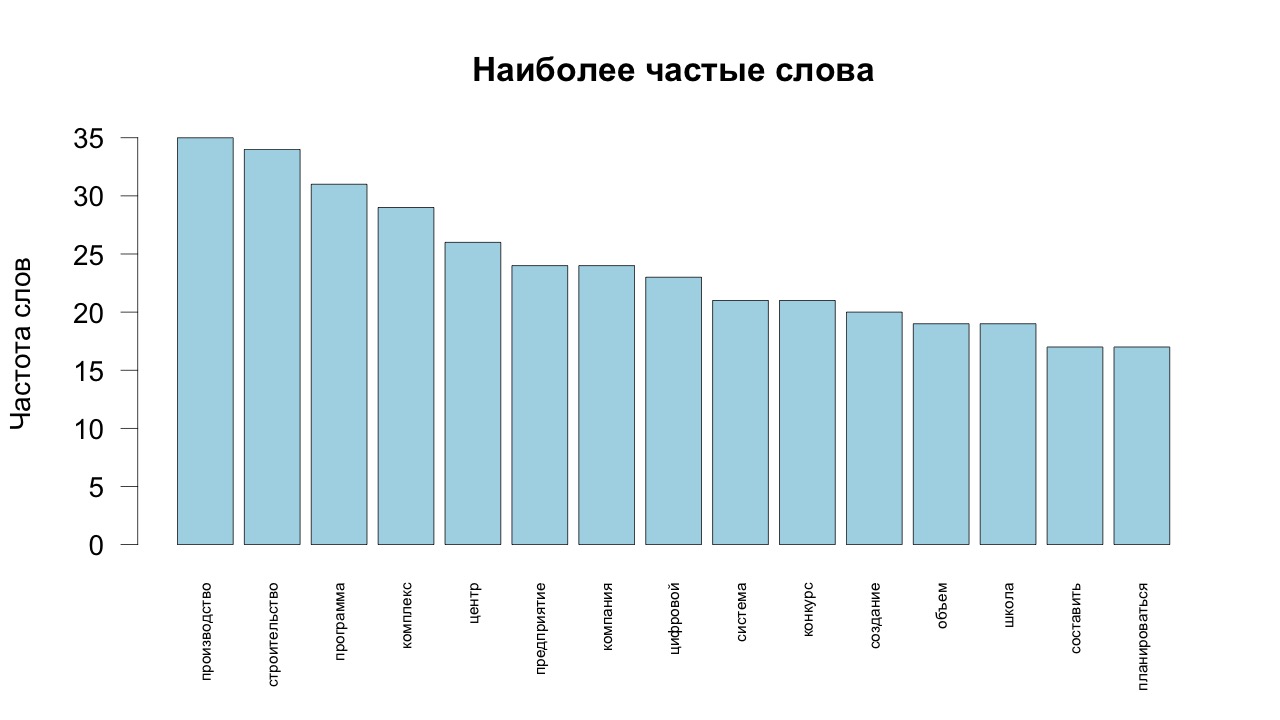 Наиболее частые слова
Частота слов
35
30
25
20
15
10
5
0
производство
строительство
программа
комплекс
центр
предприятие
компания
цифровой
система
конкурс
создание
объем
школа
составить
планироваться